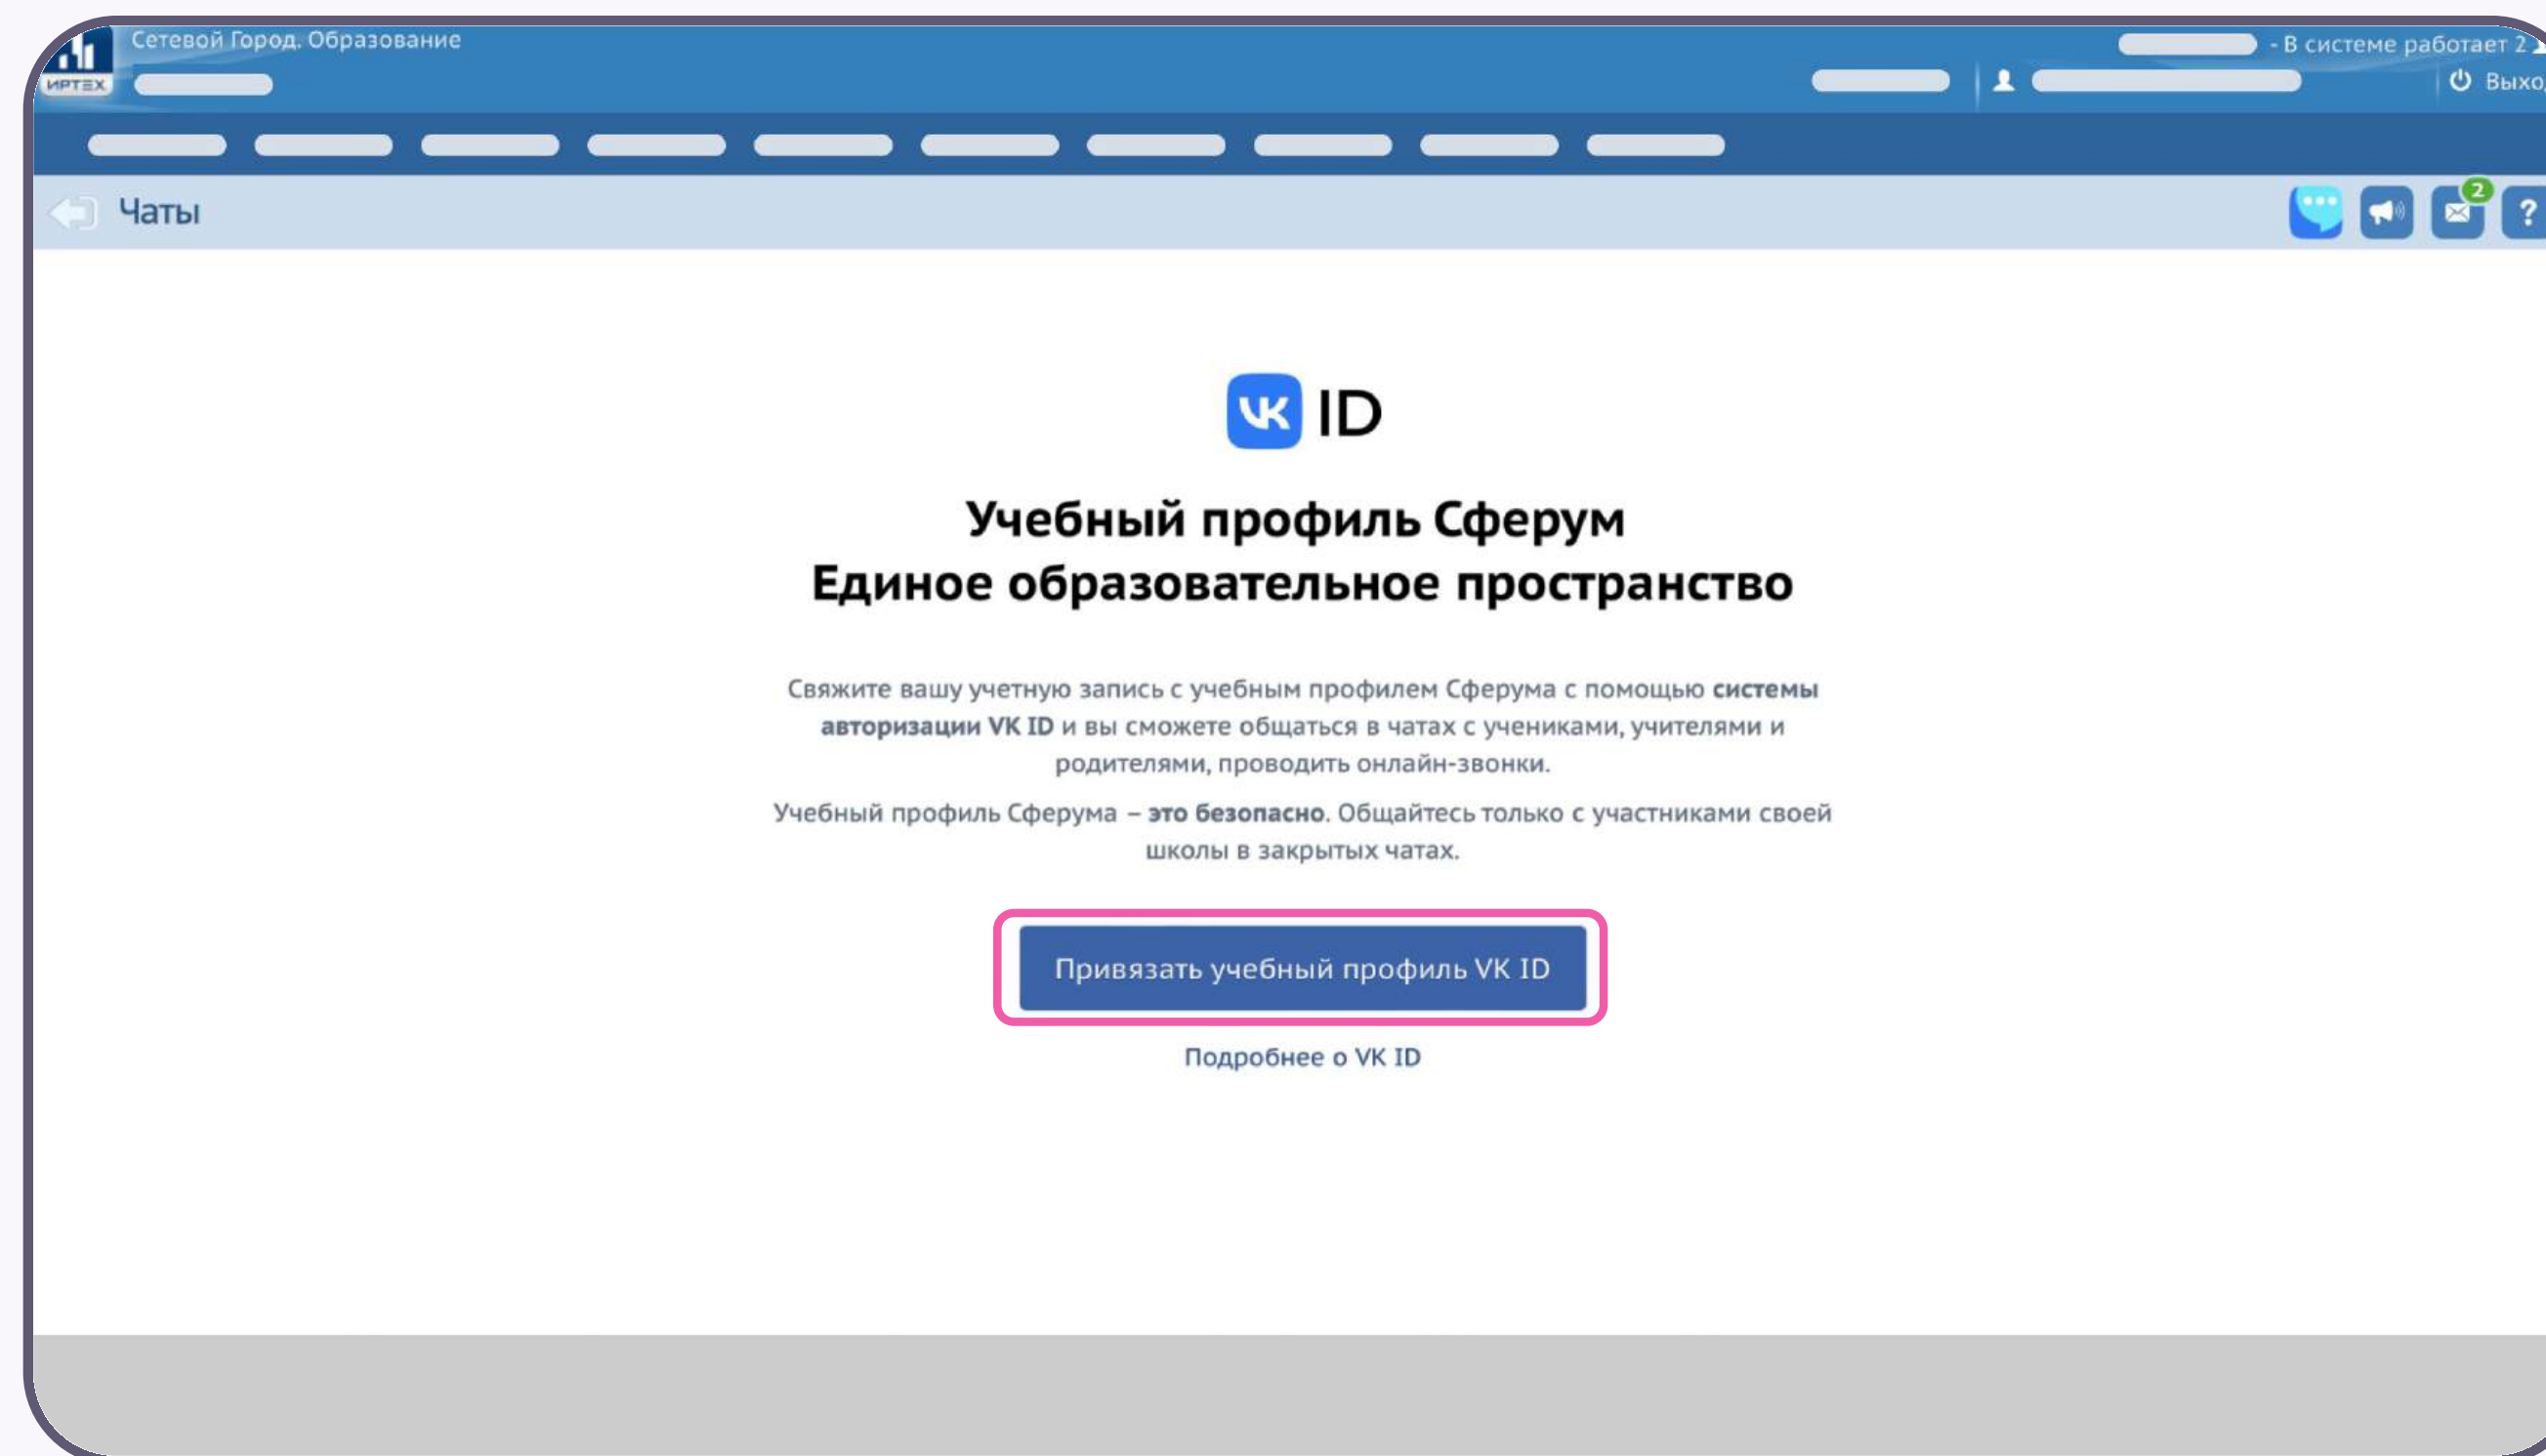 Сетевой Город. Образование
- В системе работает 2
ИРТЕХ
Чаты
2
?
VK ID
Учебный профиль Сферум
Единое образовательное пространство
Свяжите вашу учетную запись с учебным профилем Сферума с помощью системы
авторизации VK ID и вы сможете общаться в чатах с учениками, учителями и
родителями, проводить онлайн-звонки.
Учебный профиль Сферума – это безопасно. Общайтесь только с участниками своей
школы в закрытых чатах.
Привязать учебный профиль VK ID
Подробнее о VK ID